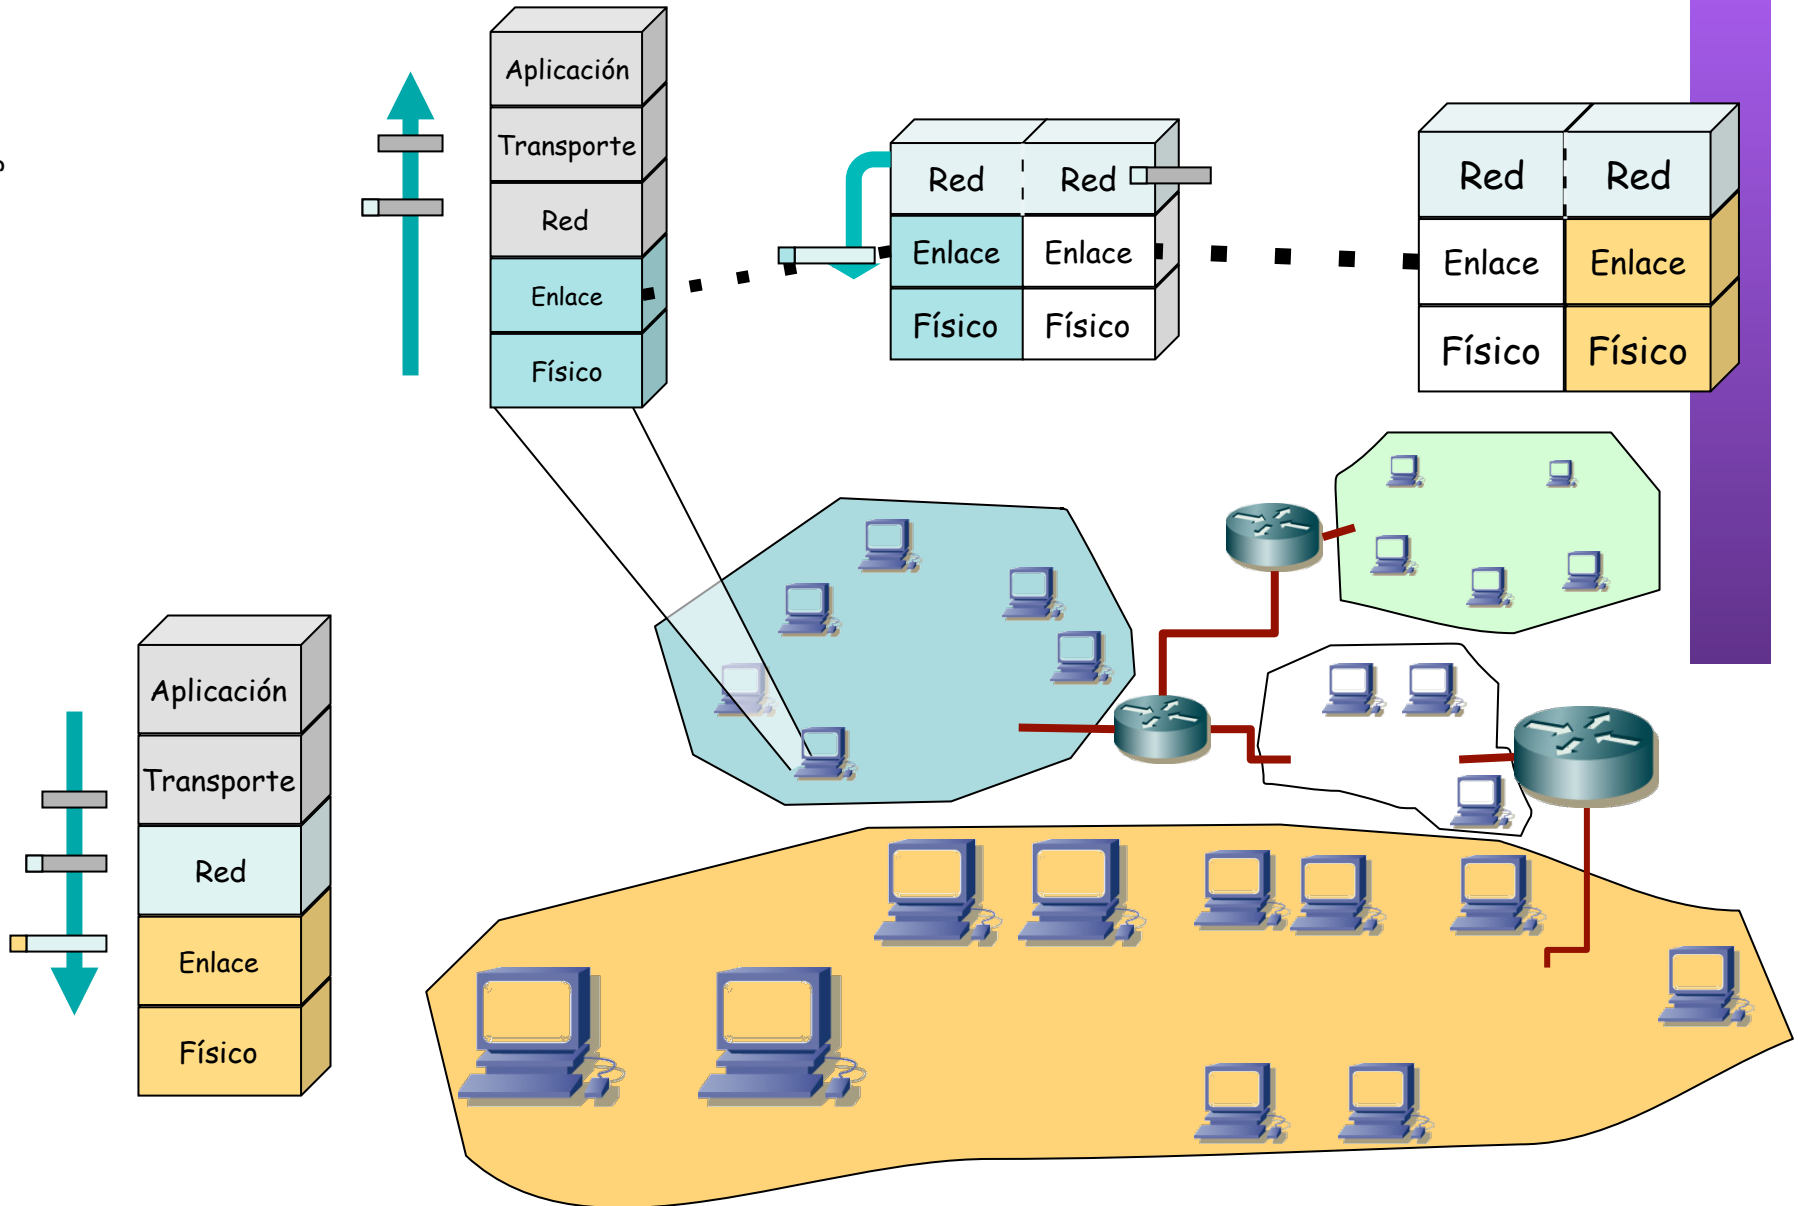 Aplicación
Transporte
Red
Enlace
Físico
Red Red
Enlace Enlace
Físico Físico
Red Red
Enlace Enlace
Físico Físico
Aplicación
Transporte
Red
Enlace
Físico